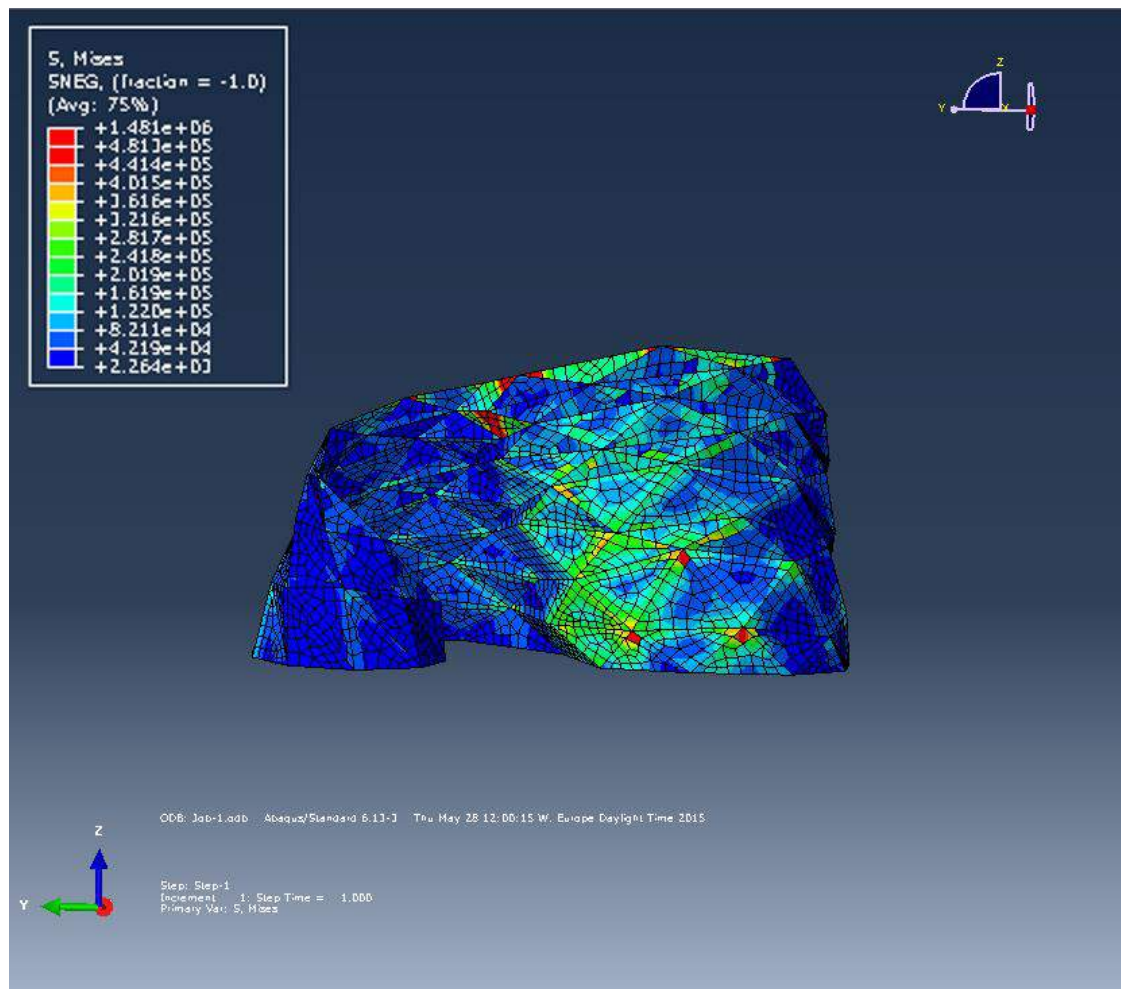 S, Mises
SNEG, (fraction = -1.0)
(Avg: 75%)
+1.481e+06
+4.813e+05
+4.414e+05
+4.015e+05
+3.616e+05
+3.216e+05
+2.817e+05
+2.418e+05
+2.019e+05
+1.619e+05
+1.220e+05
+8.211e+04
+4.219e+04
+2.264e+03
Z
Y
X
ODB: Job-1.odb Abaqus/Standard 6.13-3 Thu May 28 12:00:15 W. Europe Daylight Time 2015
Z
Y
Step: Step-1
Increment 1: Step Time = 1.000
Primary Var: S, Mises